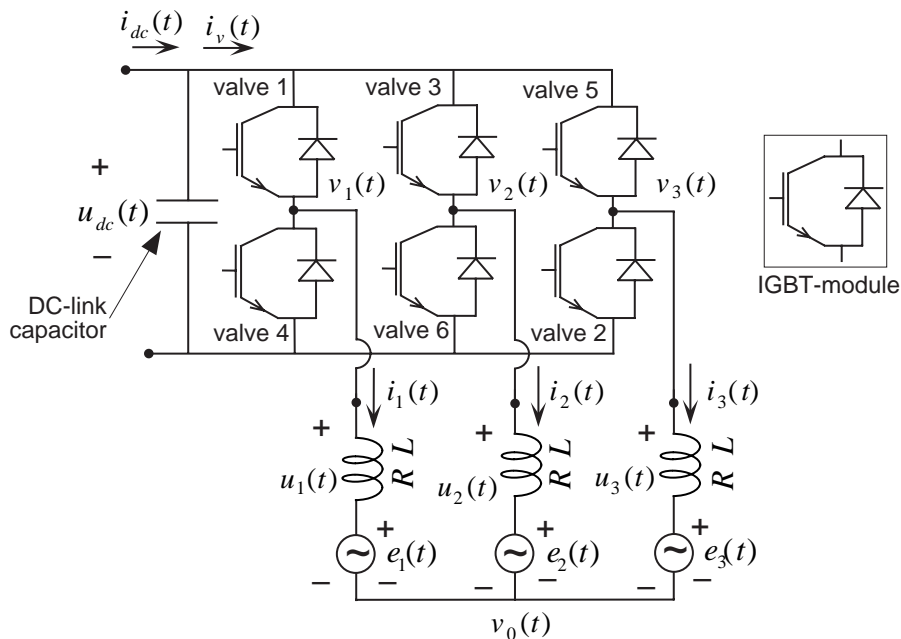 i_dc(t) i_v(t)
valve 1
valve 3
valve 5
+
u_dc(t)
−
v_1(t)
v_2(t)
v_3(t)
IGBT-module
DC-link
capacitor
valve 4
valve 6
valve 2
i_1(t)
i_2(t)
i_3(t)
+
+
+
u_1(t)
R L
u_2(t)
R L
u_3(t)
R L
+
+
+
~ e_1(t)
~ e_2(t)
~ e_3(t)
− −
− −
− −
v_0(t)